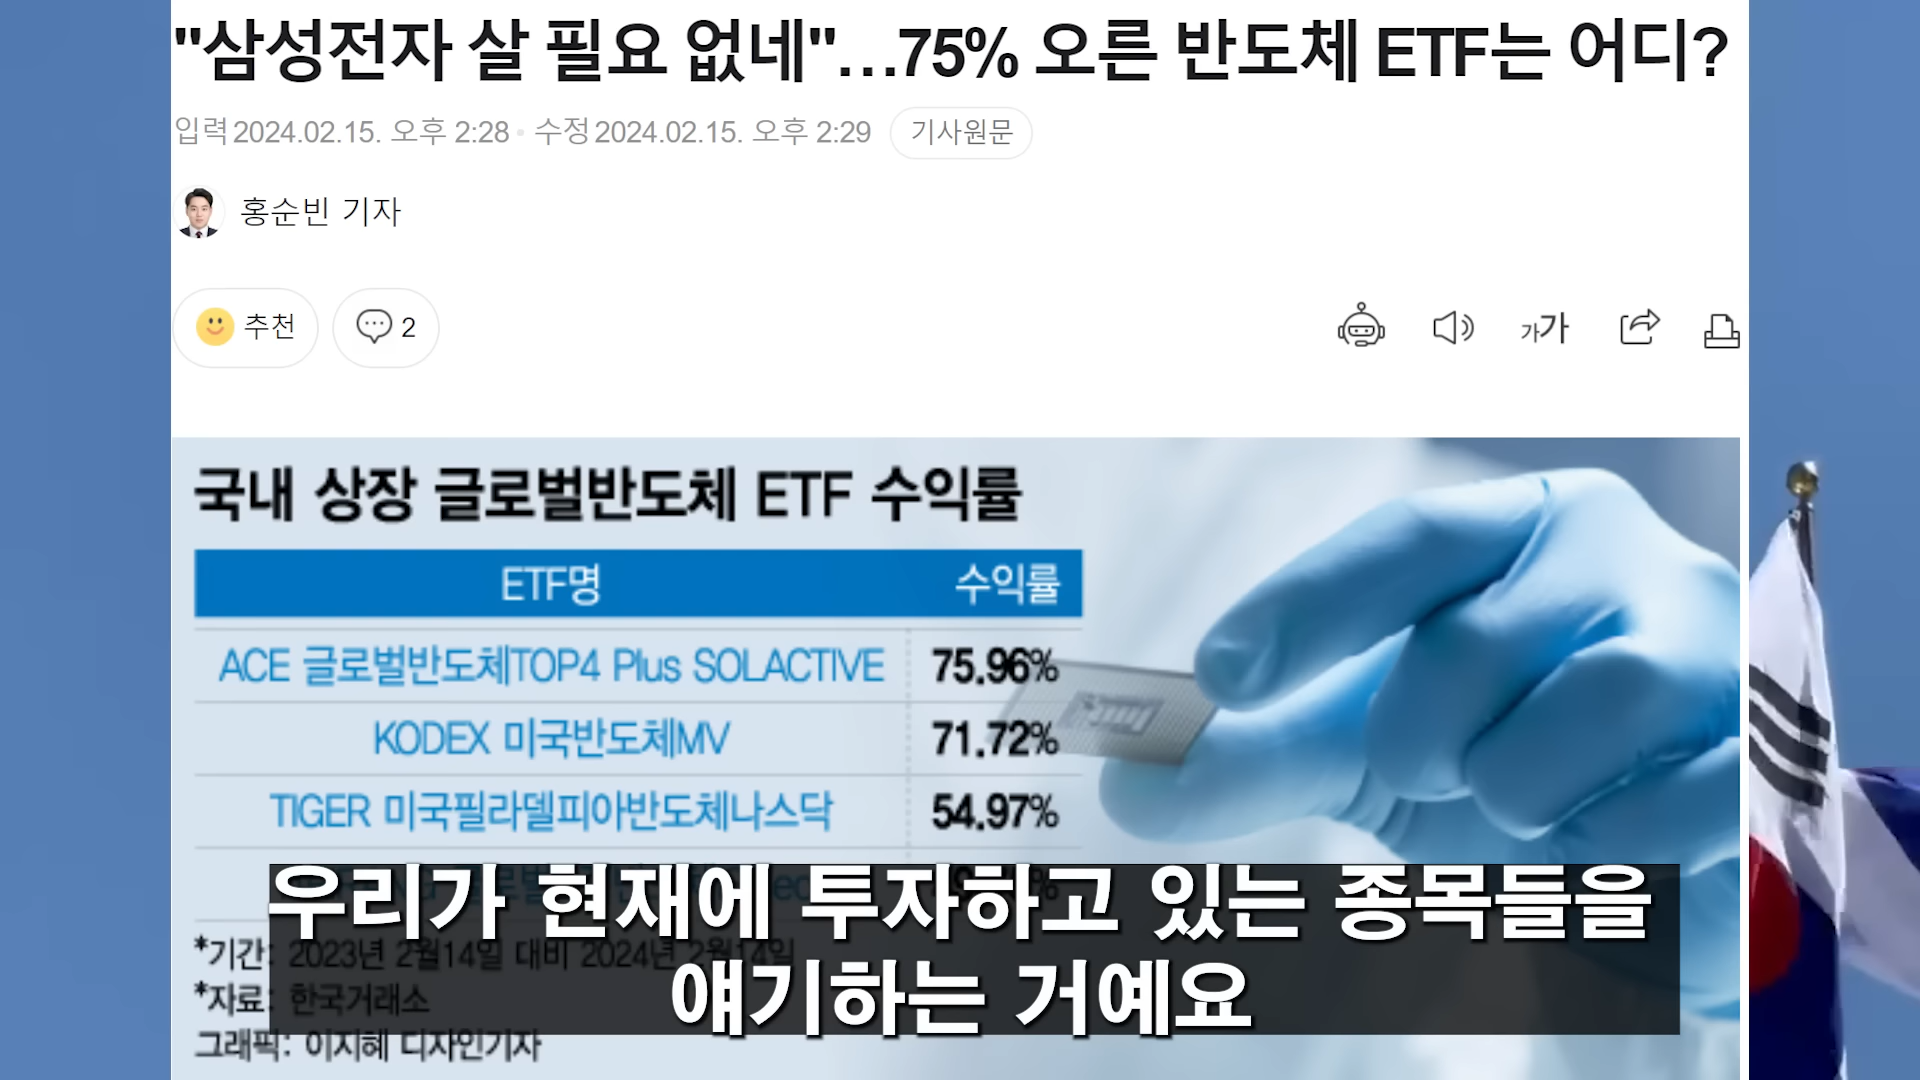 "삼성전자 살 필요 없네"...75% 오른 반도체 ETF는 어디?
입력 2024.02.15. 오후 2:28 · 수정 2024.02.15. 오후 2:29 기사원문
홍순빈 기자
추천 2
가가
국내 상장 글로벌반도체 ETF 수익률
ETF명 수익률
ACE 글로벌반도체TOP4 Plus SOLACTIVE 75.96%
KODEX 미국반도체MV 71.72%
TIGER 미국필라델피아반도체나스닥 54.97%
우리가 현재에 투자하고 있는 종목들을
얘기하는 거예요
*기간: 2023년 2월14일 대비 2024년 2월14일
*자료: 한국거래소
그래픽: 이지혜 디자인기자